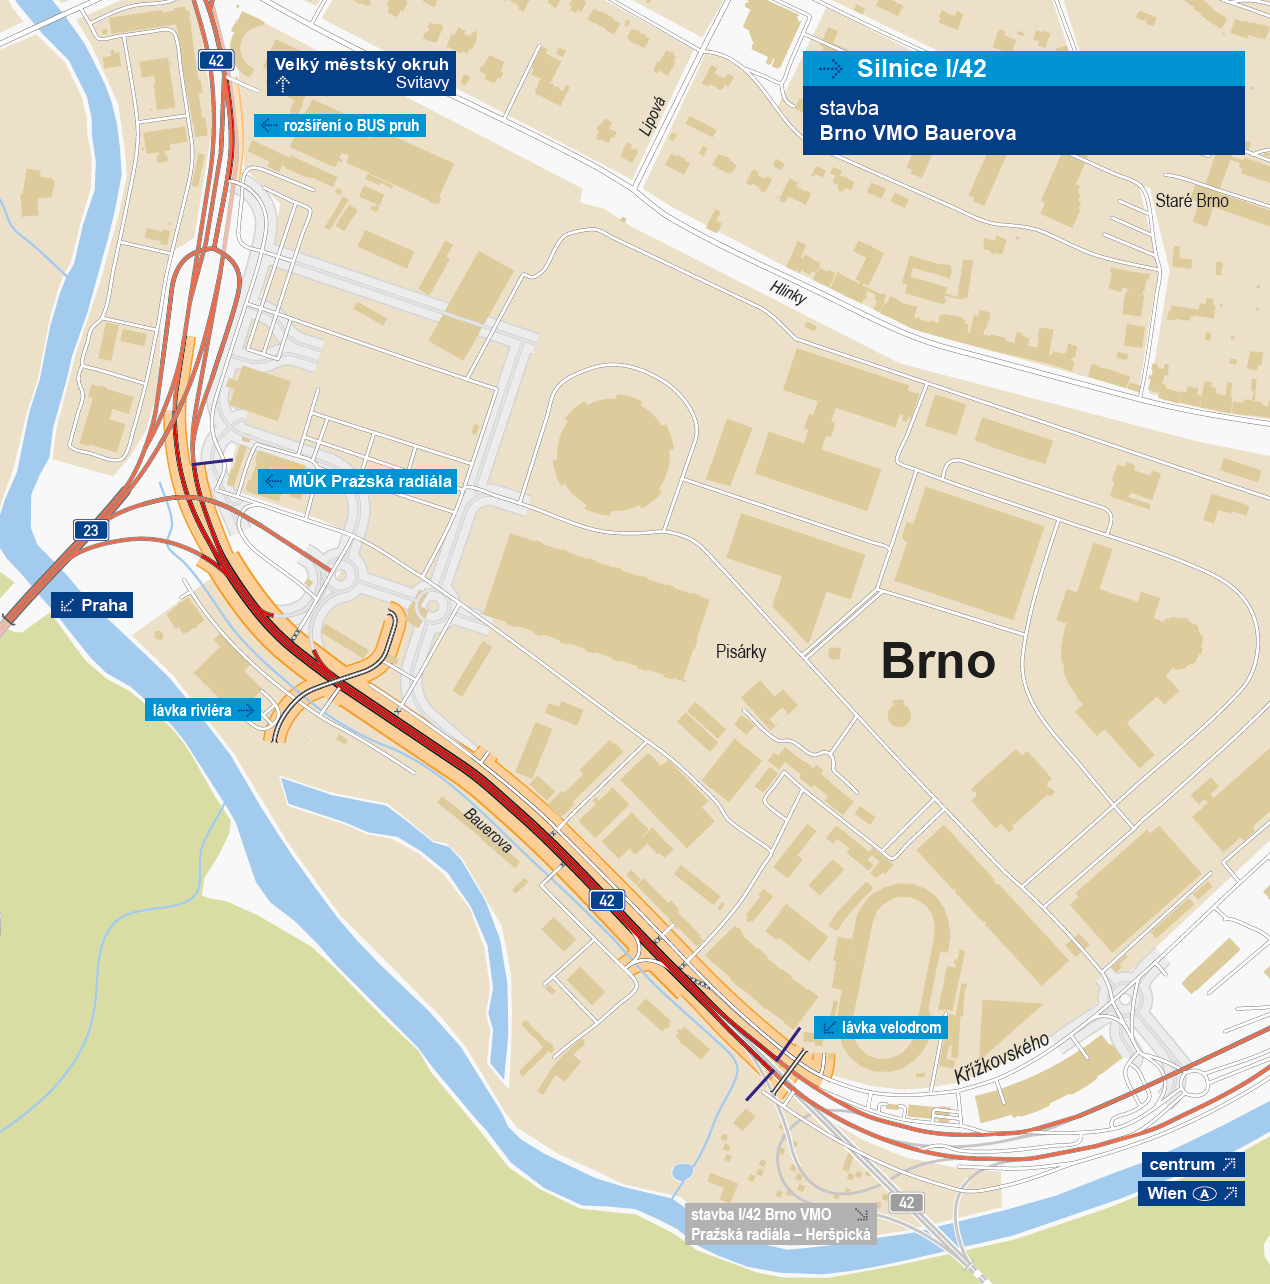 42
Velký městský okruh
Svitavy
rozšíření o BUS pruh
Silnice I/42
stavba
Brno VMO Bauerova
Lipová
Staré Brno
Hlinky
MÚK Pražská radiála
23
Praha
Pisárky
Brno
lávka riviéra
Bauerova
42
lávka velodrom
Křížkovského
centrum
Wien A
42
stavba I/42 Brno VMO
Pražská radiála – Heršpická